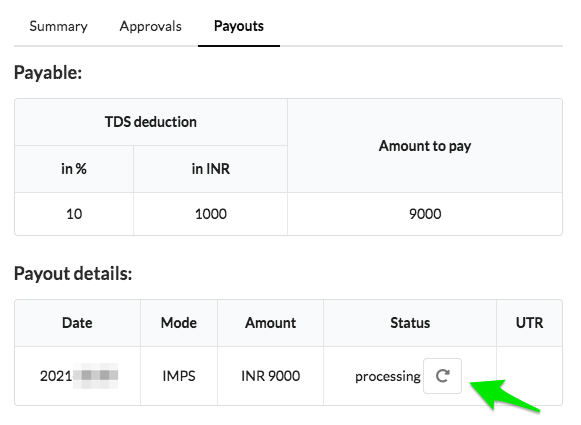 Summary Approvals Payouts
Payable:
TDS deduction
Amount to pay
in % in INR
10 1000 9000
Payout details:
Date Mode Amount Status UTR
2021 IMPS INR 9000 processing